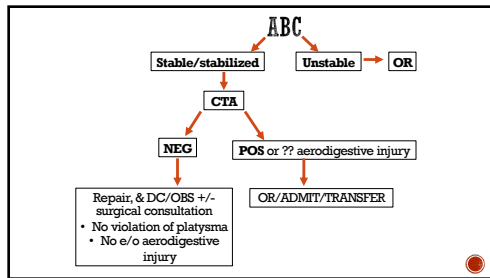 ABC
Stable/stabilized
Unstable
OR
CTA
NEG
POS or ?? aerodigestive injury
Repair, & DC/OBS +/-
surgical consultation
• No violation of platysma
• No e/o aerodigestive
injury
OR/ADMIT/TRANSFER